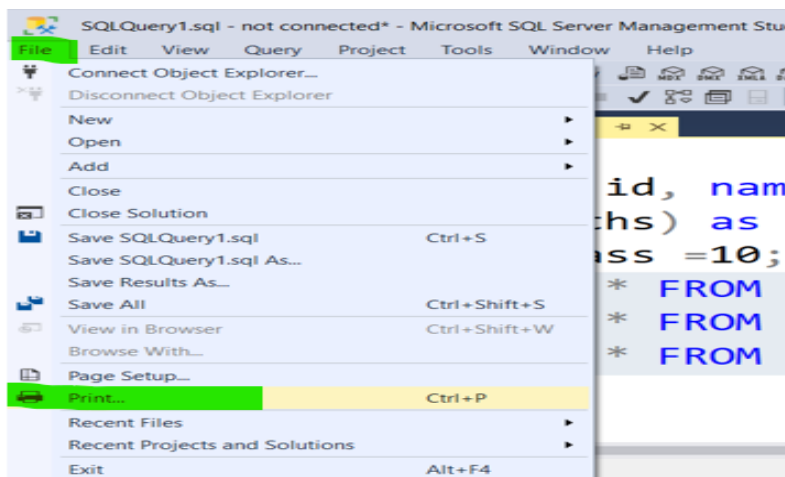 SQLQuery1.sql - not connected* - Microsoft SQL Server Management Stu
File Edit View Query Project Tools Window Help
Connect Object Explorer...
Disconnect Object Explorer
New
Open
Add
Close
Close Solution
Save SQLQuery1.sql Ctrl+S
Save SQLQuery1.sql As...
Save Results As...
Save All Ctrl+Shift+S
View in Browser Ctrl+Shift+W
Browse With...
Page Setup...
Print... Ctrl+P
Recent Files
Recent Projects and Solutions
Exit Alt+F4
id, nam
ths) as
ass =10;
* FROM
* FROM
* FROM